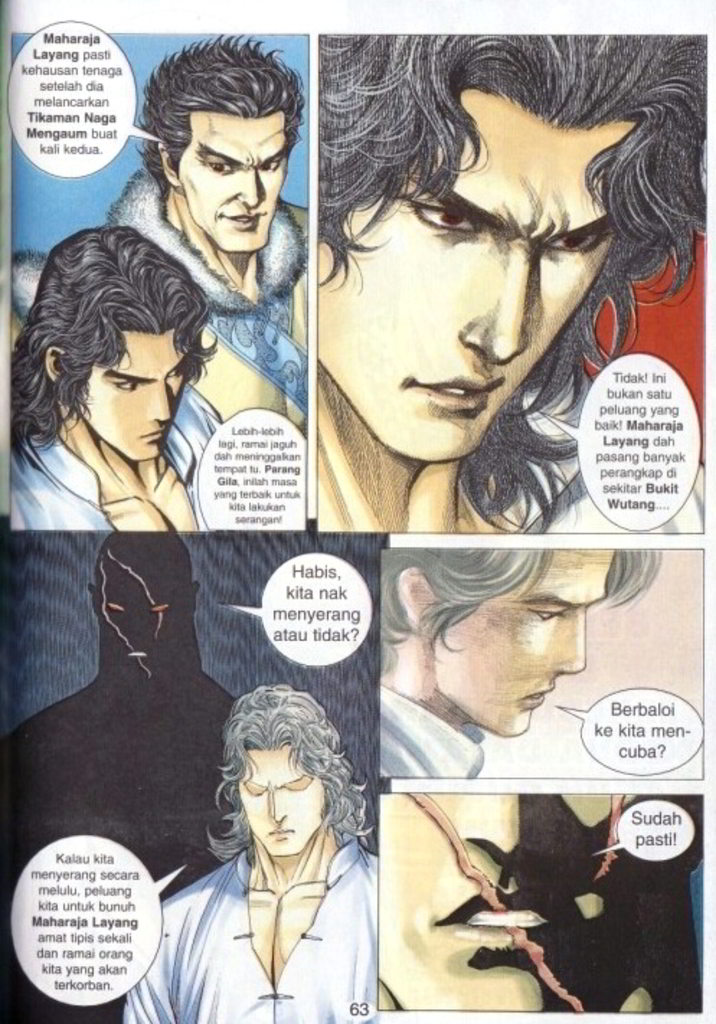 Maharaja
Layang pasti
kehausan tenaga
setelah dia
melancarkan
Tikaman Naga
Mengaum buat
kali kedua.
Lebih-lebih
lagi, ramai jaguh
dah meninggalkan
tempat tu. Parang
Gila, inilah masa
yang terbaik untuk
kita lakukan
serangan!
Tidak! Ini
bukan satu
peluang yang
baik! Maharaja
Layang dah
pasang banyak
perangkap di
sekitar Bukit
Wutang....
Habis,
kita nak
menyerang
atau tidak?
Berbaloi
ke kita men-
cuba?
Kalau kita
menyerang secara
melulu, peluang
kita untuk bunuh
Maharaja Layang
amat tipis sekali
dan ramai orang
kita yang akan
terkorban.
Sudah
pasti!
63